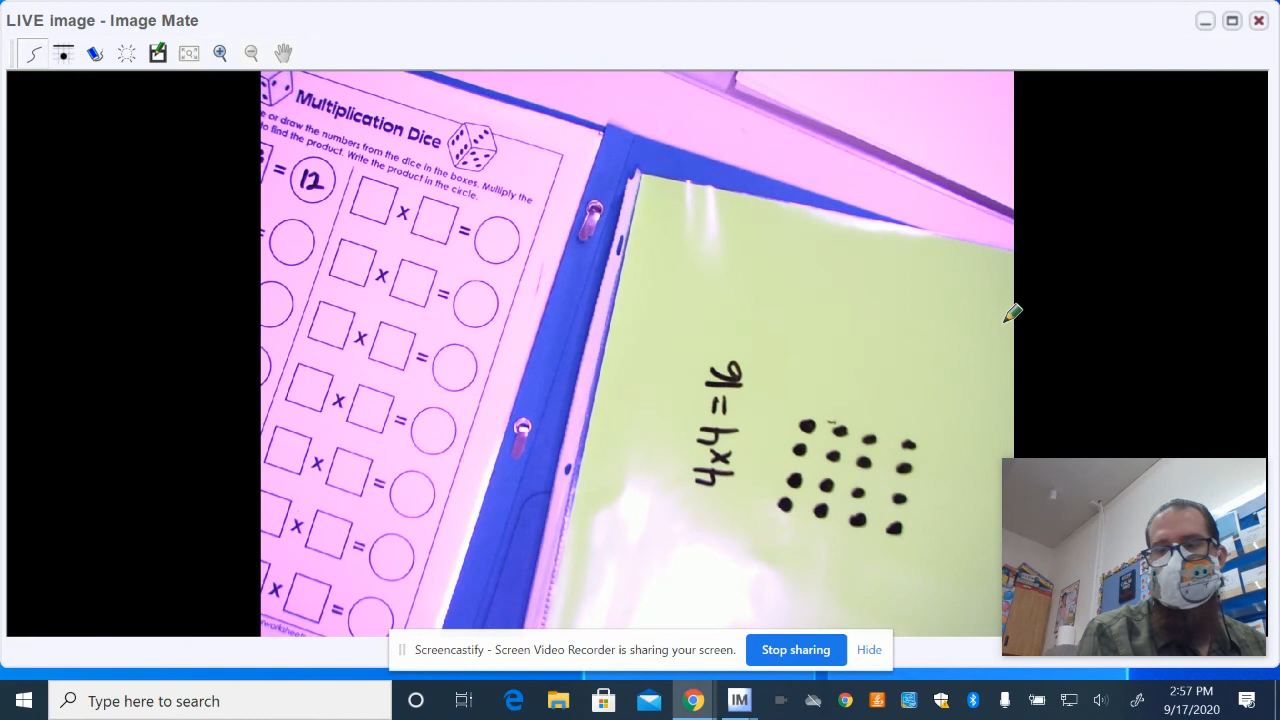 LIVE image - Image Mate
Multiplication Dice
e or draw the numbers from the dice in the boxes. Multiply the
to find the product. Write the product in the circle.
= 12
x =
=
x =
x =
x =
x =
x =
x =
4x4 = 16
Screencastify - Screen Video Recorder is sharing your screen.
Stop sharing
Hide
IM
Type here to search
2:57 PM
9/17/2020